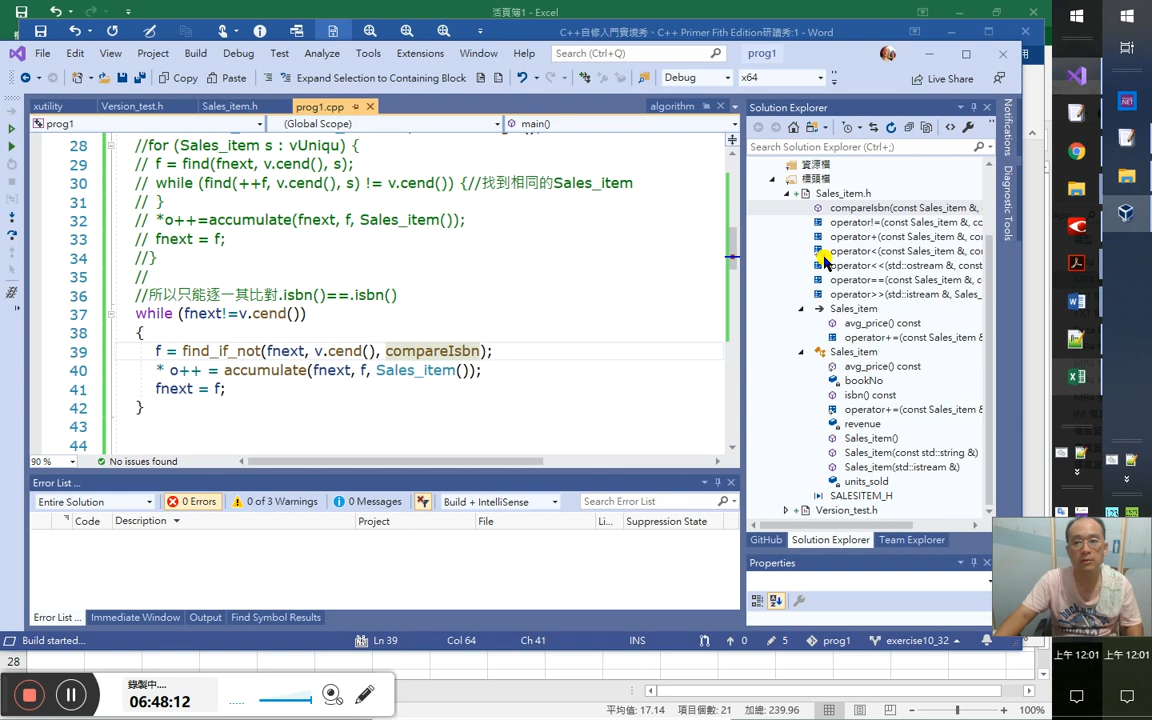 活頁簿1 - Excel
C++自修入門實境秀、C++ Primer Fith Edition研讀秀:1 - Word
File Edit View Project Build Debug Test Analyze Tools Extensions Window Help Search (Ctrl+Q) prog1
Copy Paste Expand Selection to Containing Block Debug x64 Live Share
xutility Version_test.h Sales_item.h prog1.cpp algorithm
prog1 (Global Scope) main()
28 //for (Sales_item s : vUniqu) {
29 // f = find(fnext, v.cend(), s);
30 // while (find(++f, v.cend(), s) != v.cend()) {//找到相同的Sales_item
31 // }
32 // *o++=accumulate(fnext, f, Sales_item());
33 // fnext = f;
34 //}
35 //
36 //所以只能逐一其比對.isbn()==.isbn()
37 while (fnext!=v.cend())
38 {
39 f = find_if_not(fnext, v.cend(), compareIsbn);
40 * o++ = accumulate(fnext, f, Sales_item());
41 fnext = f;
42 }
43
44
90 % No issues found
Solution Explorer
Search Solution Explorer (Ctrl+;)
資源檔
標頭檔
Sales_item.h
compareIsbn(const Sales_item &,
operator!=(const Sales_item &, co
operator+(const Sales_item &, con
operator<(const Sales_item &, con
operator<<(std::ostream &, const
operator==(const Sales_item &, c
operator>>(std::istream &, Sales_
Sales_item
avg_price() const
operator+=(const Sales_item &
Sales_item
avg_price() const
bookNo
isbn() const
operator+=(const Sales_item &
revenue
Sales_item()
Sales_item(const std::string &)
Sales_item(std::istream &)
units_sold
SALESITEM_H
Version_test.h
GitHub Solution Explorer Team Explorer
Properties
Notifications
Diagnostic Tools
Error List ...
Entire Solution 0 Errors 0 of 3 Warnings 0 Messages Build + IntelliSense Search Error List
Code Description Project File Li... Suppression State
Error List ... Immediate Window Output Find Symbol Results
Build started... Ln 39 Col 64 Ch 41 INS 0 5 prog1 exercise10_32
28
錄製中...
06:48:12
平均值: 17.14 項目個數: 21 加總: 239.96 100%
上午 12:01 上午 12:01